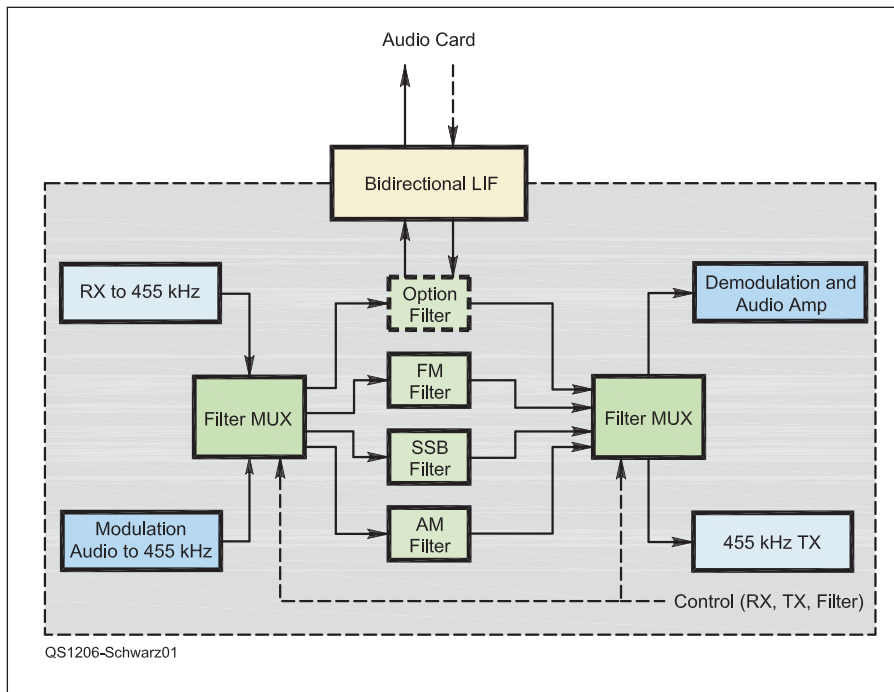 Audio Card
Bidirectional LIF
RX to 455 kHz
Option
Filter
Demodulation and
Audio Amp
FM
Filter
Filter MUX
Filter MUX
SSB
Filter
Modulation
Audio to 455 kHz
AM
Filter
455 kHz TX
Control (RX, TX, Filter)
QS1206-Schwarz01